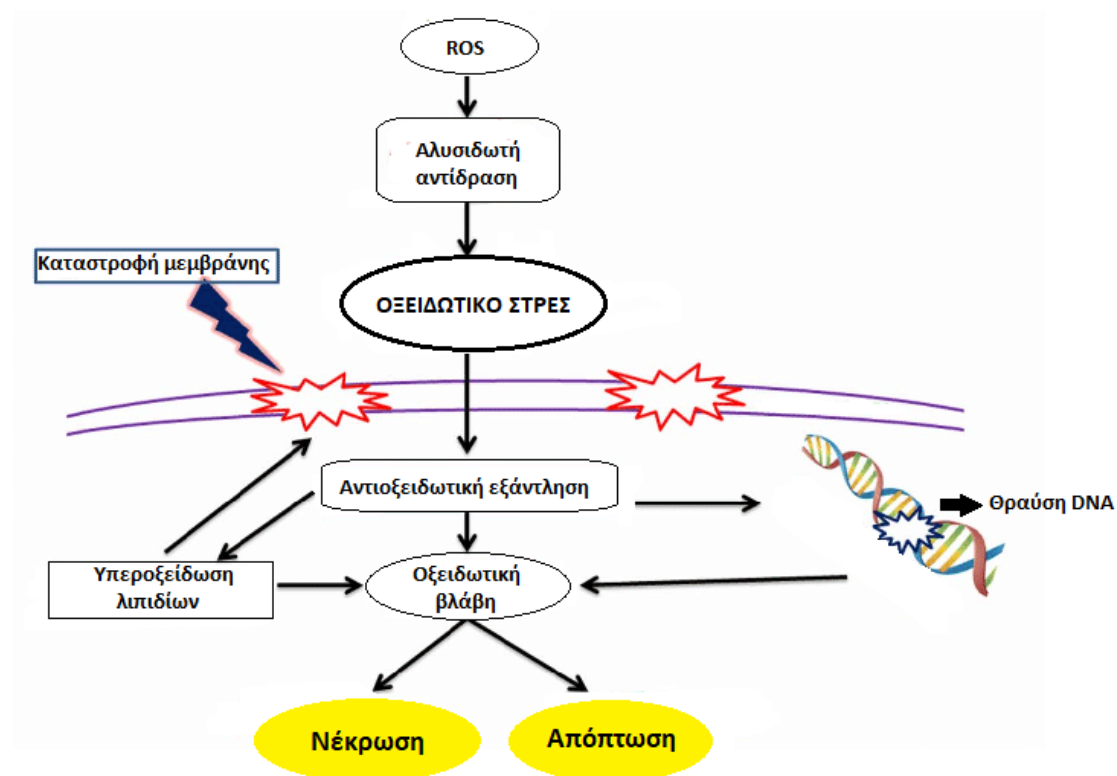 ROS
Αλυσιδωτή
αντίδραση
Καταστροφή μεμβράνης
ΟΞΕΙΔΩΤΙΚΟ ΣΤΡΕΣ
Αντιοξειδωτική εξάντληση
Θραύση DNA
Υπεροξείδωση
λιπιδίων
Οξειδωτική
βλάβη
Νέκρωση
Απόπτωση